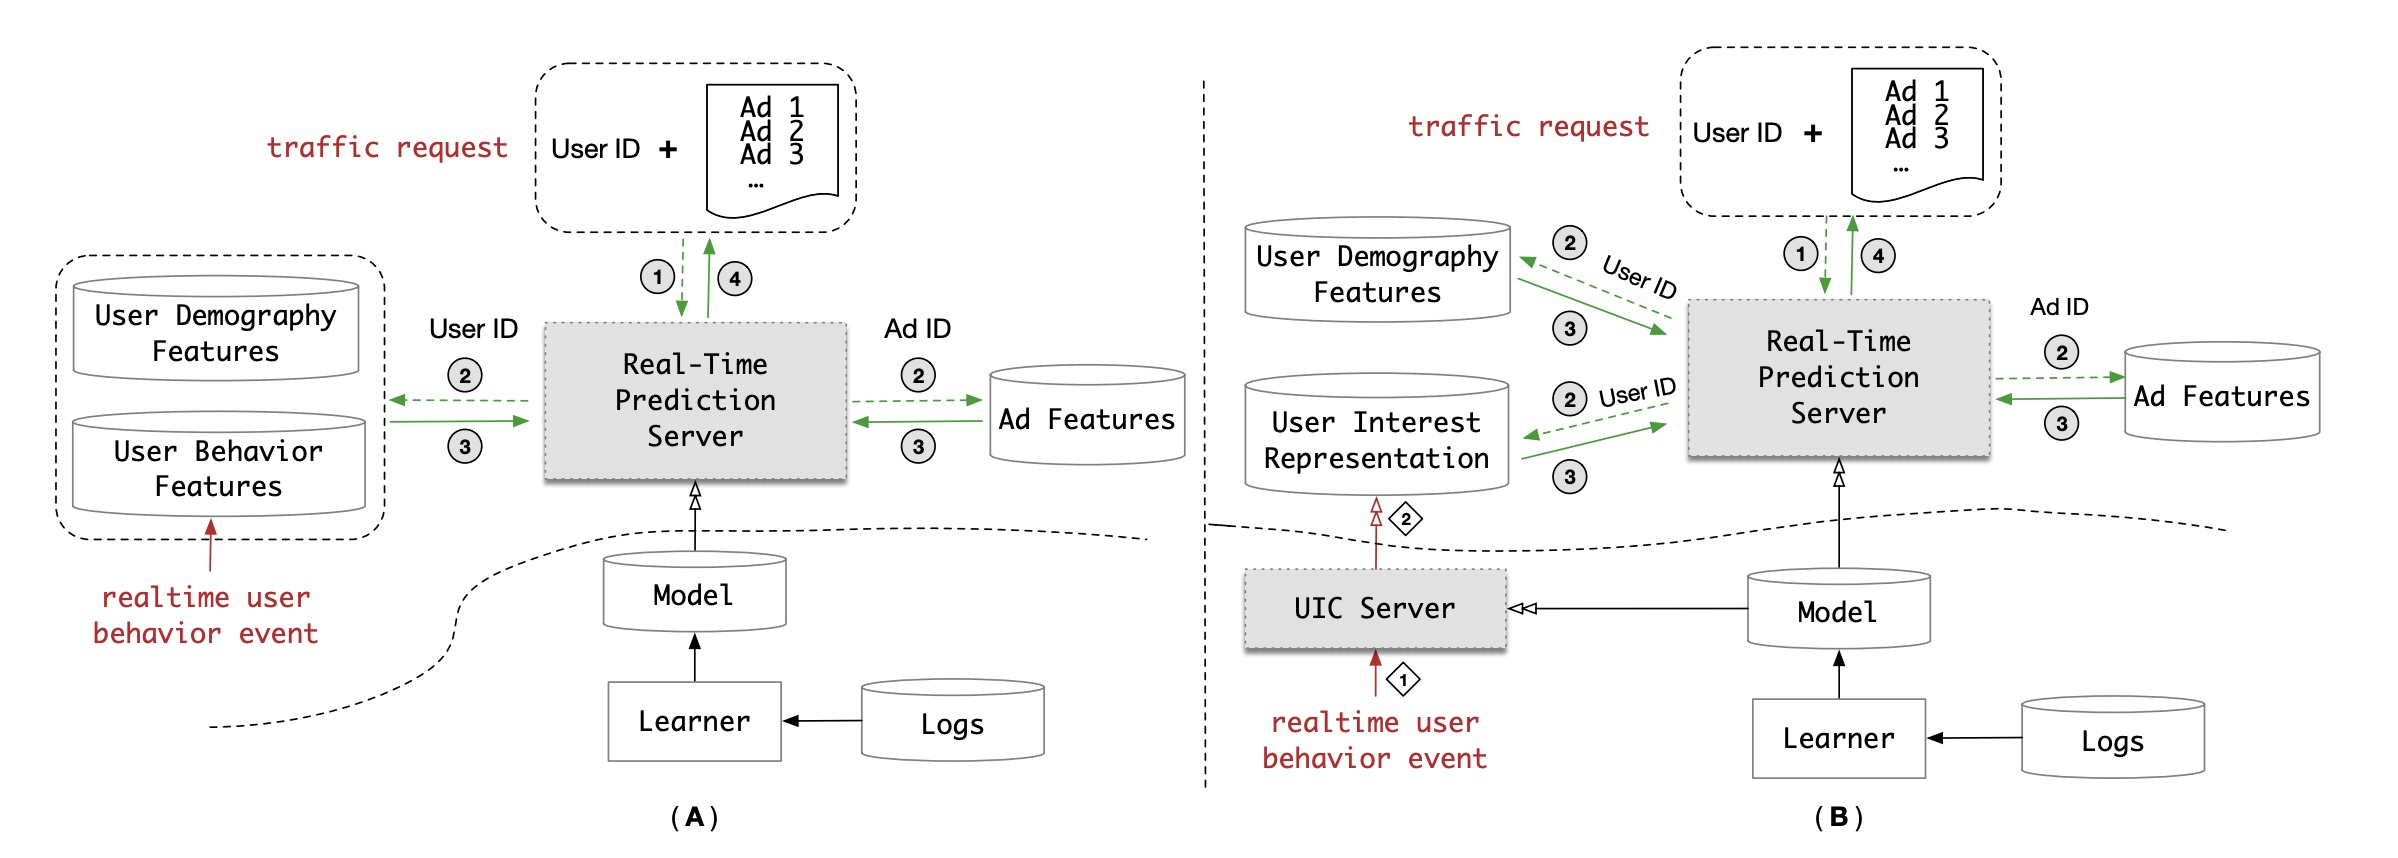 traffic request
User ID +
Ad 1
Ad 2
Ad 3
...
1
4
User Demography
Features
User Behavior
Features
User ID
2
3
Real-Time
Prediction
Server
Ad ID
2
3
Ad Features
realtime user
behavior event
Model
Learner
Logs
(A)
traffic request
User ID +
Ad 1
Ad 2
Ad 3
...
1
4
User Demography
Features
2
User ID
3
User Interest
Representation
2
User ID
3
Real-Time
Prediction
Server
Ad ID
2
3
Ad Features
2
UIC Server
1
realtime user
behavior event
Model
Learner
Logs
(B)